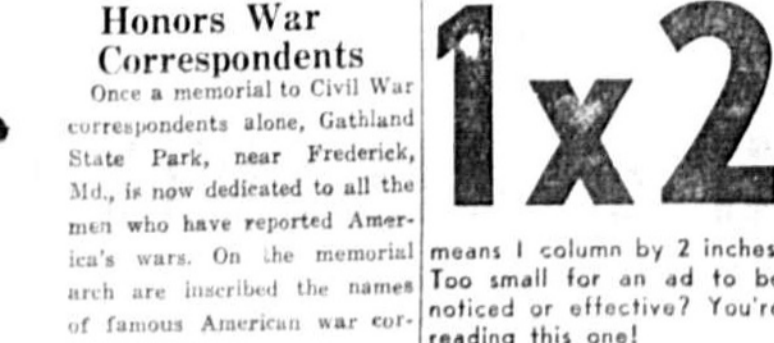 Honors War
Correspondents
Once a memorial to Civil War
correspondents alone, Gathland
State Park, near Frederick,
Md., is now dedicated to all the
men who have reported Amer-
ica's wars. On the memorial
arch are inscribed the names
of famous American war cor-
1x2
means 1 column by 2 inches
Too small for an ad to be
noticed or effective? You're
reading this one!